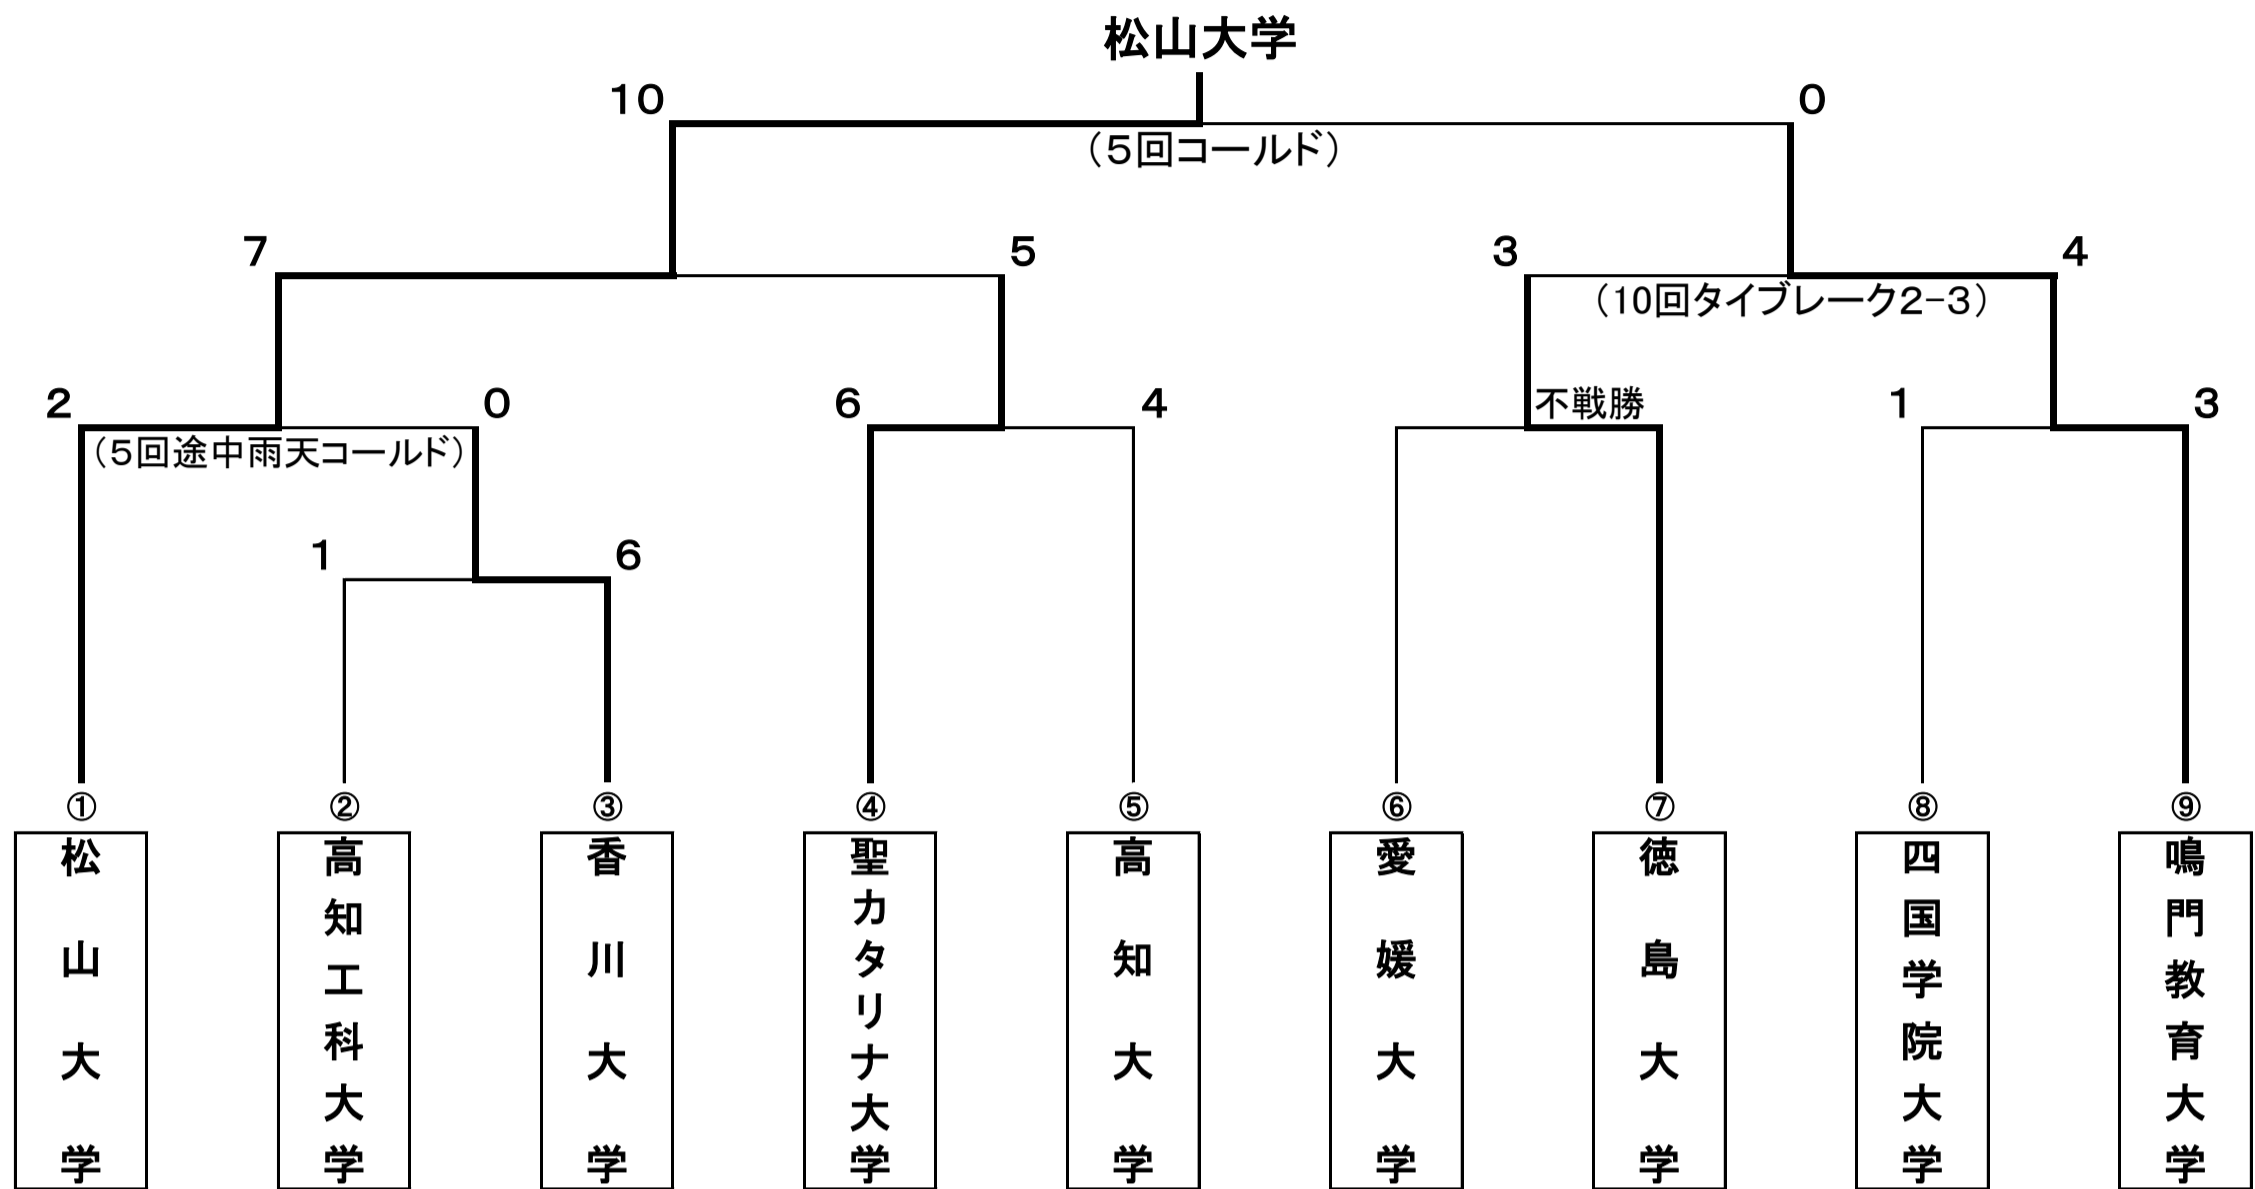 松山大学
10
0
（5回コールド）
7
5
3
4
（10回タイブレーク2-3）
2
0
6
4
不戦勝
1
3
（5回途中雨天コールド）
1
6
①
②
③
④
⑤
⑥
⑦
⑧
⑨
松山大学
高知工科大学
香川大学
聖カタリナ大学
高知大学
愛媛大学
徳島大学
四国学院大学
鳴門教育大学